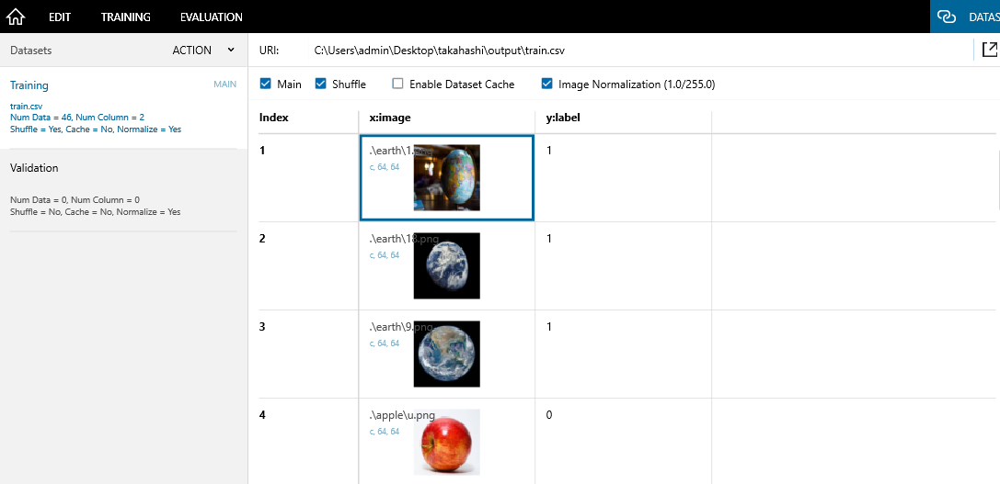 EDIT TRAINING EVALUATION
Datasets ACTION URI: C:\Users\admin\Desktop\takahashi\output\train.csv
Training MAIN
train.csv
Num Data = 46, Num Column = 2
Shuffle = Yes, Cache = No, Normalize = Yes
Validation
Num Data = 0, Num Column = 0
Shuffle = No, Cache = No, Normalize = Yes
Main Shuffle Enable Dataset Cache Image Normalization (1.0/255.0)
Index x:image y:label
1 .\earth\1.png 1
c, 64, 64
2 .\earth\18.png 1
c, 64, 64
3 .\earth\9.png 1
c, 64, 64
4 .\apple\u.png 0
c, 64, 64